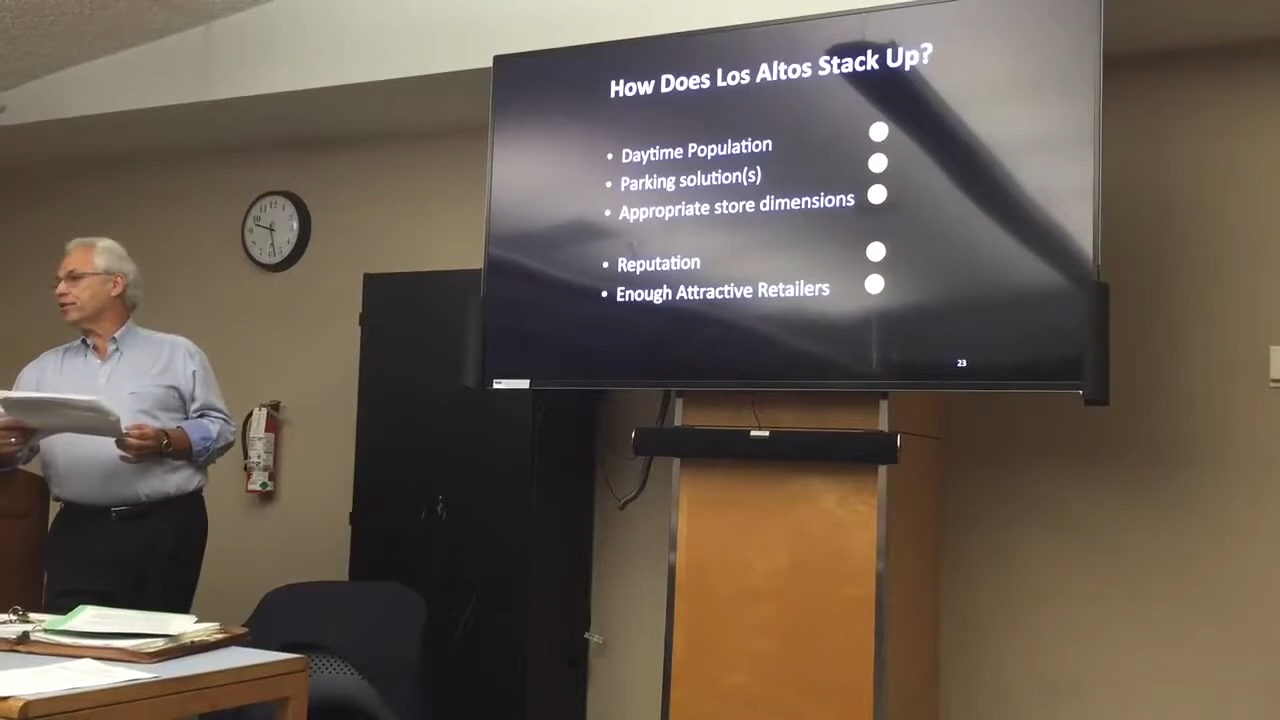 How Does Los Altos Stack Up?
• Daytime Population
• Parking solution(s)
• Appropriate store dimensions
• Reputation
• Enough Attractive Retailers
23